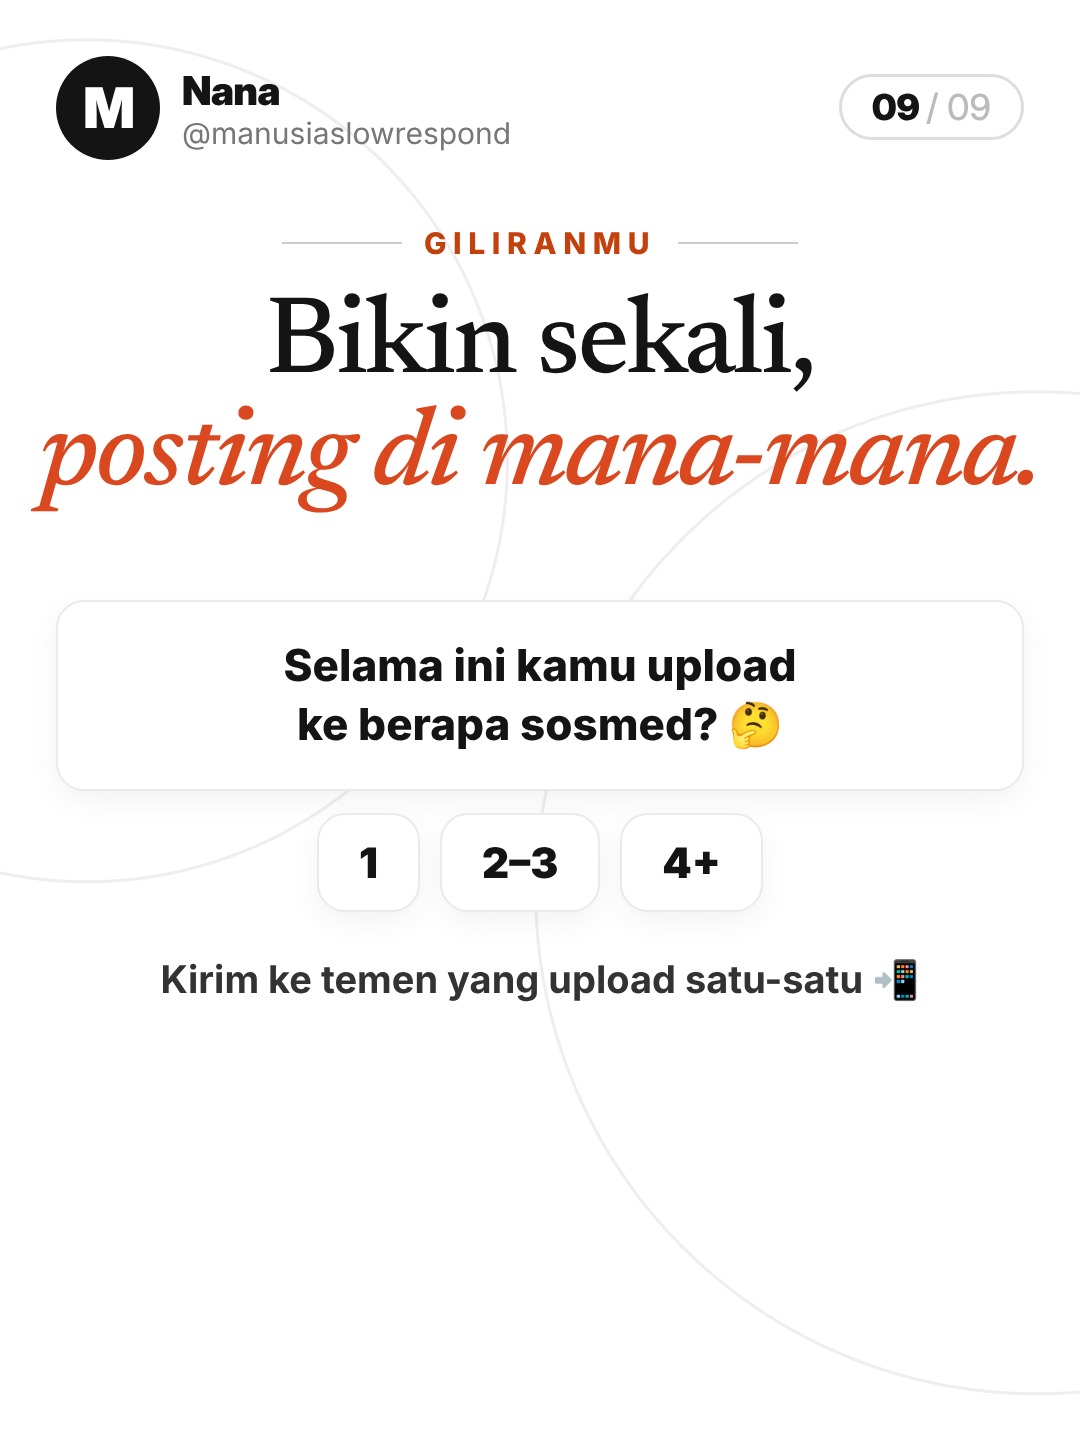 M
Nana
@manusiaslowrespond
09 / 09
GILIRANMU
Bikin sekali,
posting di mana-mana.
Selama ini kamu upload
ke berapa sosmed? 🤔
1
2–3
4+
Kirim ke temen yang upload satu-satu 📲